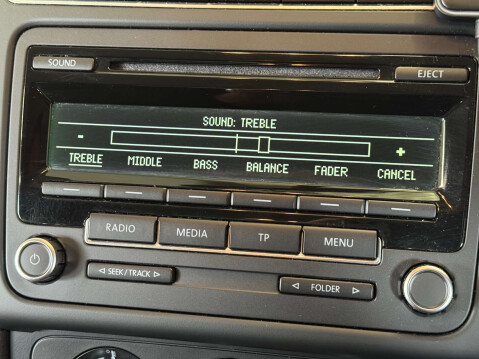 SOUND
EJECT
SOUND: TREBLE
- +
TREBLE MIDDLE BASS BALANCE FADER CANCEL
RADIO MEDIA TP MENU
◁ SEEK/TRACK ▷
◁ FOLDER ▷